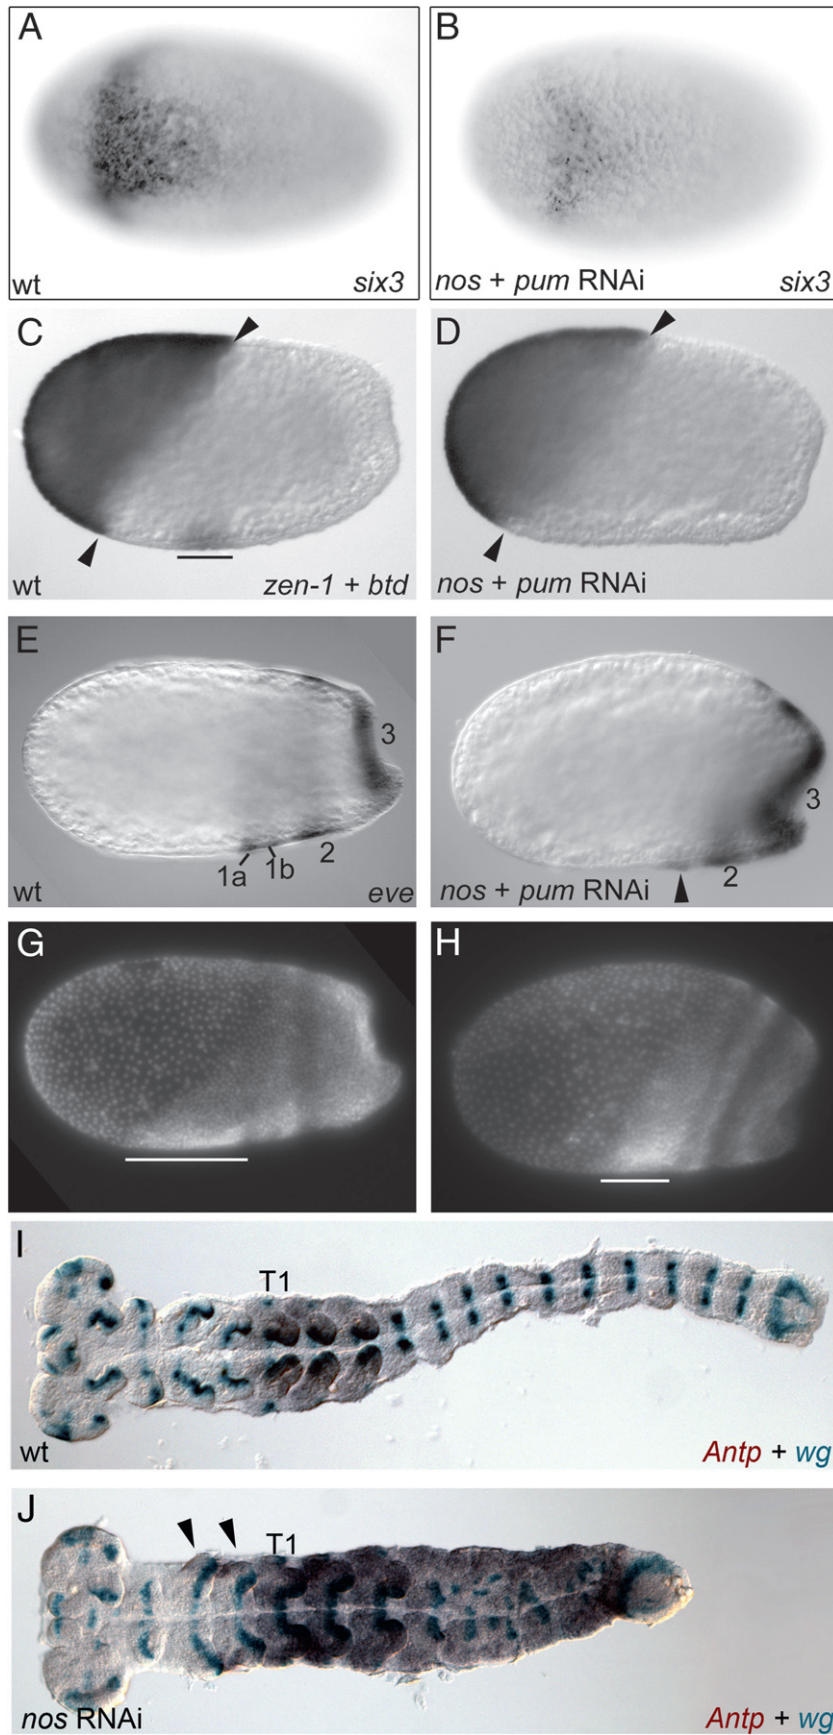 A
wt
six3
B
nos + pum RNAi
six3
C
wt
zen-1 + btd
D
nos + pum RNAi
E
3
1a
1b
2
wt
eve
F
3
2
nos + pum RNAi
G
H
I
T1
wt
Antp + wg
J
T1
nos RNAi
Antp + wg